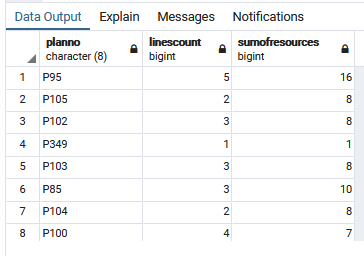 Data Output Explain Messages Notifications
planno linescount sumofresources
character (8) bigint bigint
1 P95 5 16
2 P105 2 8
3 P102 3 8
4 P349 1 1
5 P103 3 8
6 P85 3 10
7 P104 2 8
8 P100 4 7